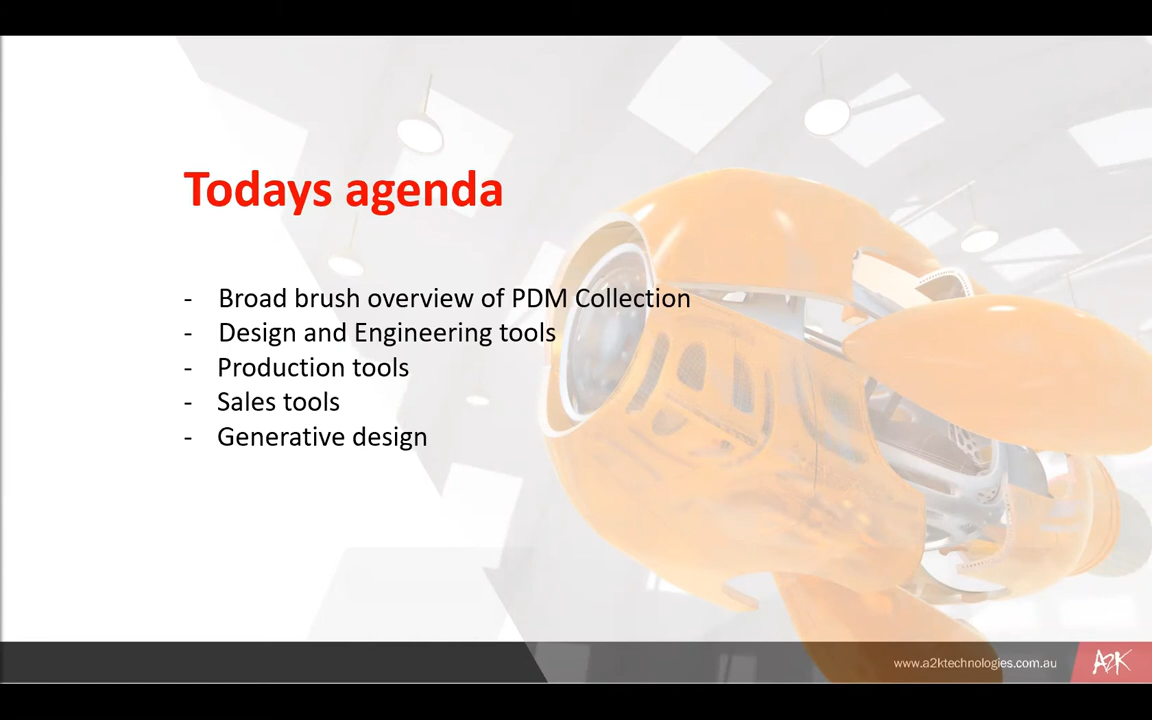 Todays agenda
- Broad brush overview of PDM Collection
- Design and Engineering tools
- Production tools
- Sales tools
- Generative design
www.a2ktechnologies.com.au
A2K